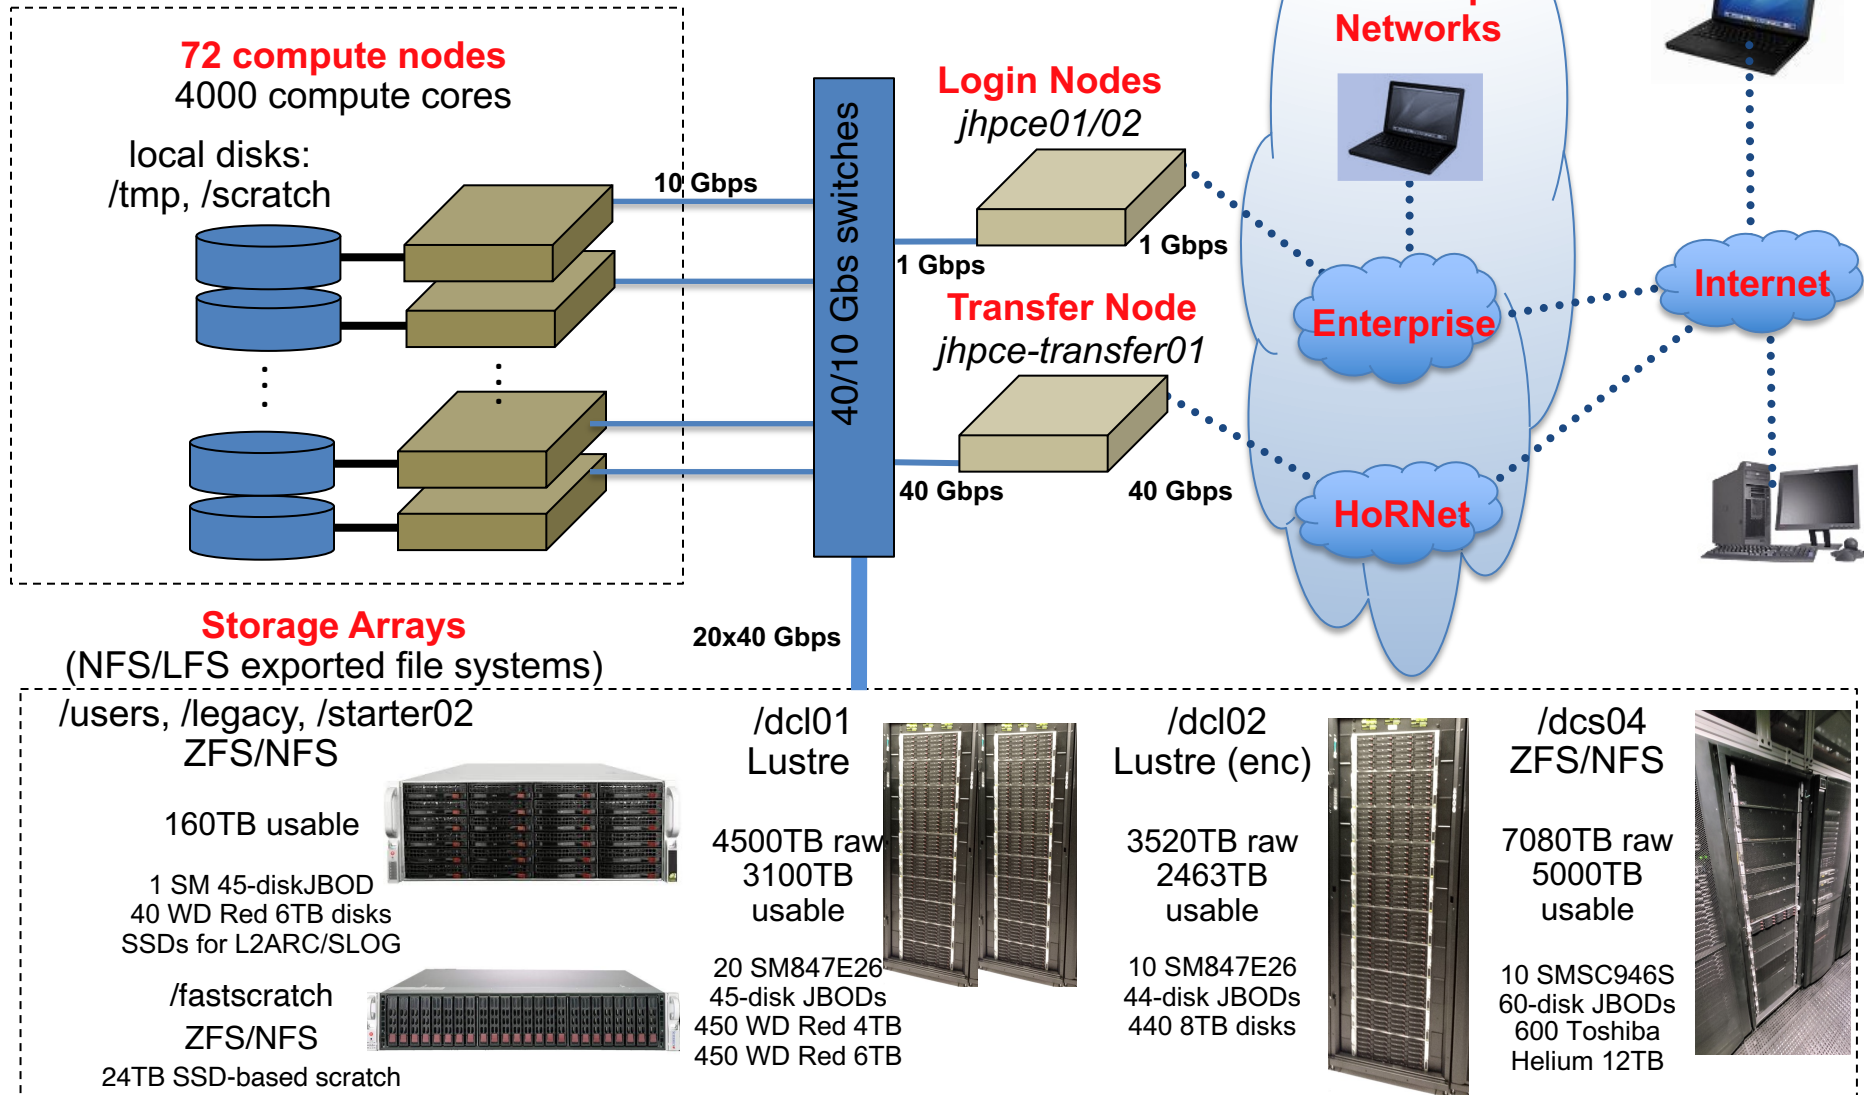 72 compute nodes
4000 compute cores
local disks:
/tmp, /scratch
10 Gbps
40/10 Gbs switches
Login Nodes
jhpce01/02
1 Gbps
1 Gbps
Transfer Node
jhpce-transfer01
40 Gbps
40 Gbps
Networks
Enterprise
HoRNet
Internet
20x40 Gbps
Storage Arrays
(NFS/LFS exported file systems)
/users, /legacy, /starter02
ZFS/NFS
160TB usable
1 SM 45-diskJBOD
40 WD Red 6TB disks
SSDs for L2ARC/SLOG
/fastscratch
ZFS/NFS
24TB SSD-based scratch
/dcl01
Lustre
4500TB raw
3100TB
usable
20 SM847E26
45-disk JBODs
450 WD Red 4TB
450 WD Red 6TB
/dcl02
Lustre (enc)
3520TB raw
2463TB
usable
10 SM847E26
44-disk JBODs
440 8TB disks
/dcs04
ZFS/NFS
7080TB raw
5000TB
usable
10 SMSC946S
60-disk JBODs
600 Toshiba
Helium 12TB